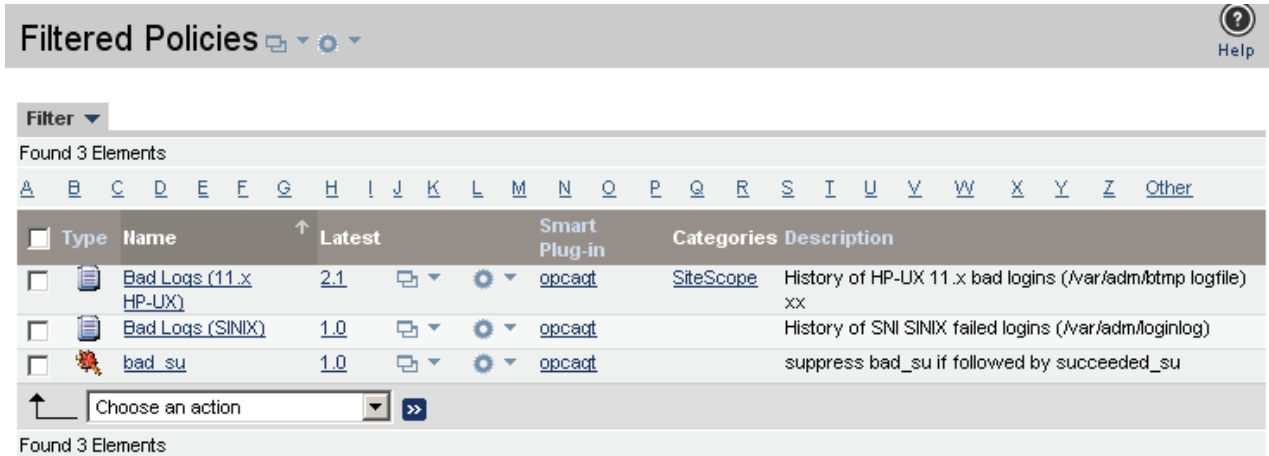 Filtered Policies
Help
Filter
Found 3 Elements
A B C D E F G H I J K L M N O P Q R S T U V W X Y Z Other
Type Name Latest Smart Plug-in Categories Description
Bad Logs (11.x HP-UX) 2.1 opcagt SiteScope History of HP-UX 11.x bad logins (/var/adm/btmp logfile) xx
Bad Logs (SINIX) 1.0 opcagt History of SNI SINIX failed logins (/var/adm/loginlog)
bad_su 1.0 opcagt suppress bad_su if followed by succeeded_su
Choose an action
Found 3 Elements